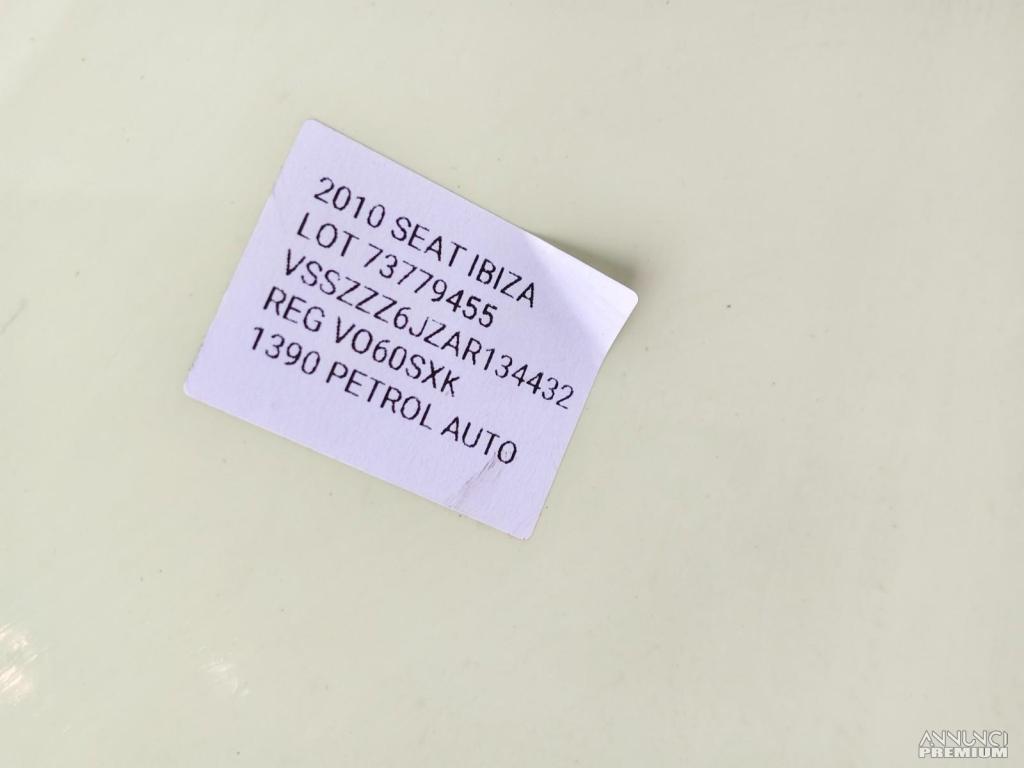 2010 SEAT IBIZA
LOT 73779455
VSSZZZ6JZAR134432
REG VO60SXK
1390 PETROL AUTO
ANNUNCI
PREMIUM